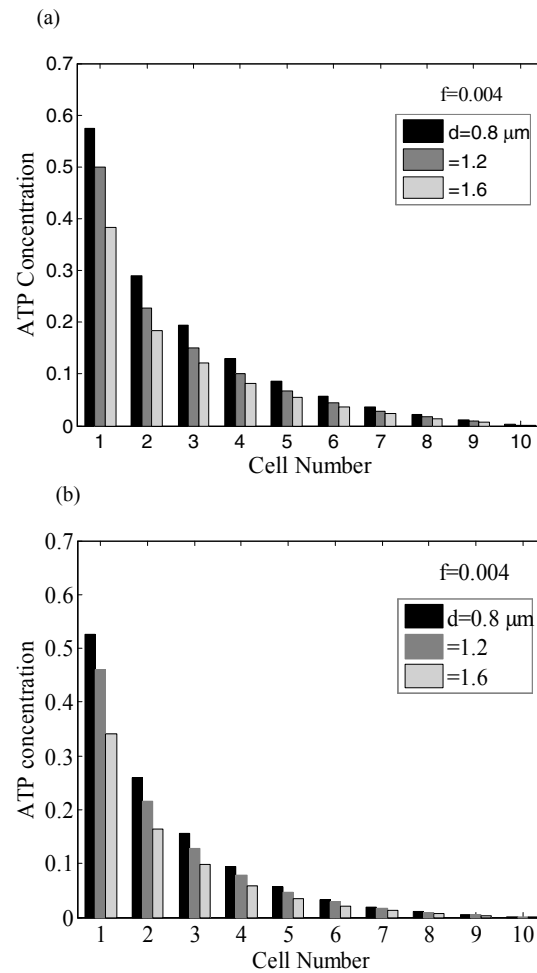 (a)
0.7
0.6
0.5
0.4
0.3
0.2
0.1
0
ATP Concentration
f=0.004
d=0.8 μm
=1.2
=1.6
1 2 3 4 5 6 7 8 9 10
Cell Number
(b)
0.7
0.6
0.5
0.4
0.3
0.2
0.1
0
ATP concentration
f=0.004
d=0.8 μm
=1.2
=1.6
1 2 3 4 5 6 7 8 9 10
Cell Number